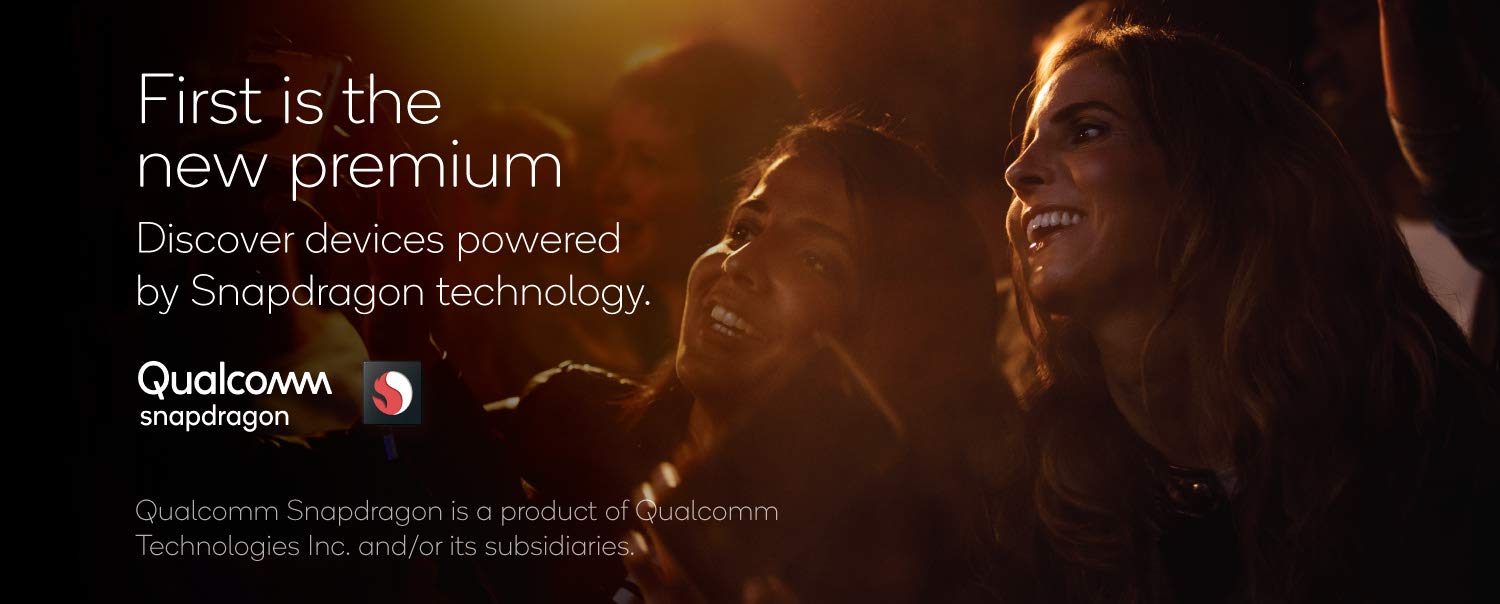 First is the
new premium
Discover devices powered
by Snapdragon technology.
Qualcomm
snapdragon
Qualcomm Snapdragon is a product of Qualcomm
Technologies Inc. and/or its subsidiaries.